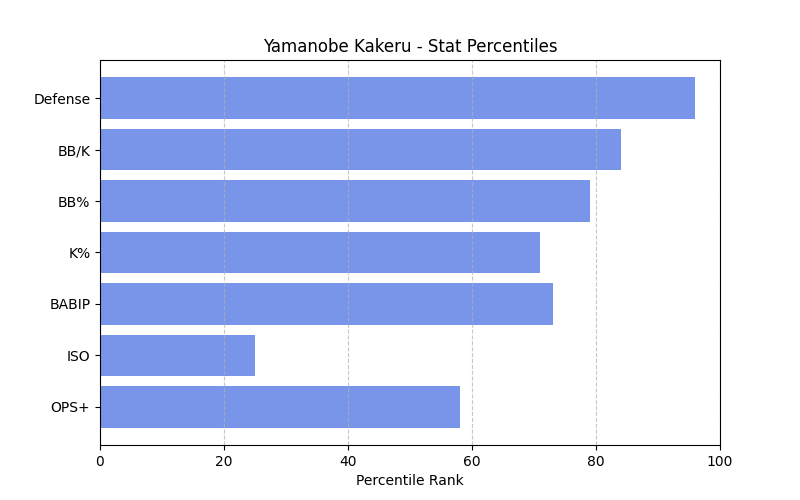 Yamanobe Kakeru - Stat Percentiles
Defense
BB/K
BB%
K%
BABIP
ISO
OPS+
0 20 40 60 80 100
Percentile Rank